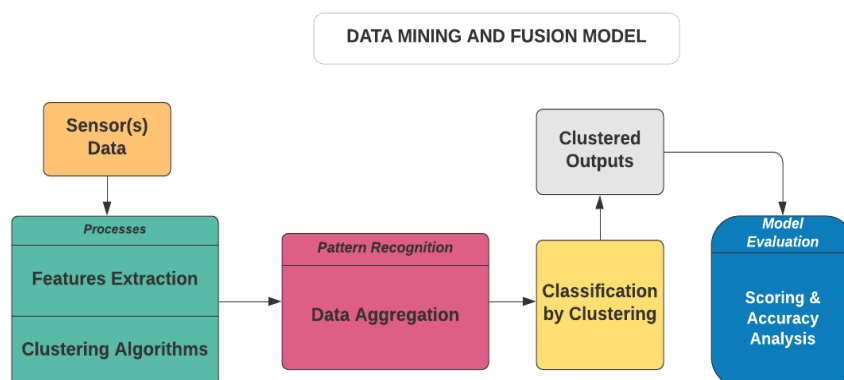 DATA MINING AND FUSION MODEL
Sensor(s)
Data
Processes
Features Extraction
Clustering Algorithms
Pattern Recognition
Data Aggregation
Classification
by Clustering
Clustered
Outputs
Model
Evaluation
Scoring &
Accuracy
Analysis